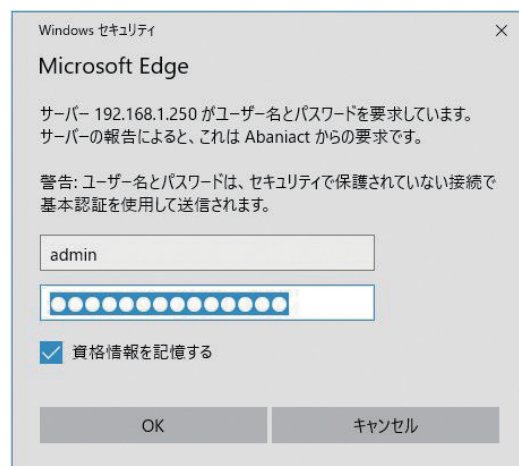 Windows セキュリティ
Microsoft Edge
サーバー 192.168.1.250 がユーザー名とパスワードを要求しています。
サーバーの報告によると、これは Abaniact からの要求です。
警告: ユーザー名とパスワードは、セキュリティで保護されていない接続で
基本認証を使用して送信されます。
admin
●●●●●●●●●●●●●●
資格情報を記憶する
OK
キャンセル